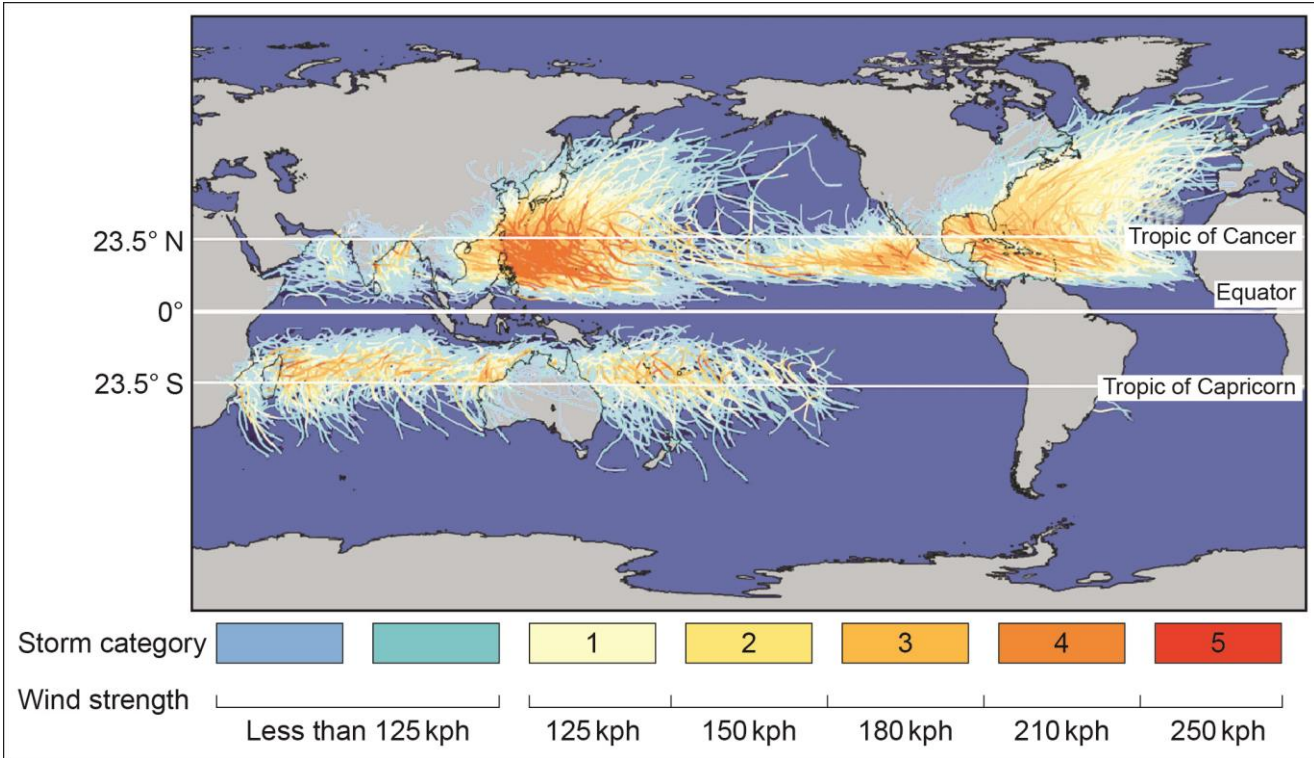 23.5° N
Tropic of Cancer
Equator
0°
23.5° S
Tropic of Capricorn
Storm category
1 2 3 4 5
Wind strength
Less than 125 kph 125 kph 150 kph 180 kph 210 kph 250 kph